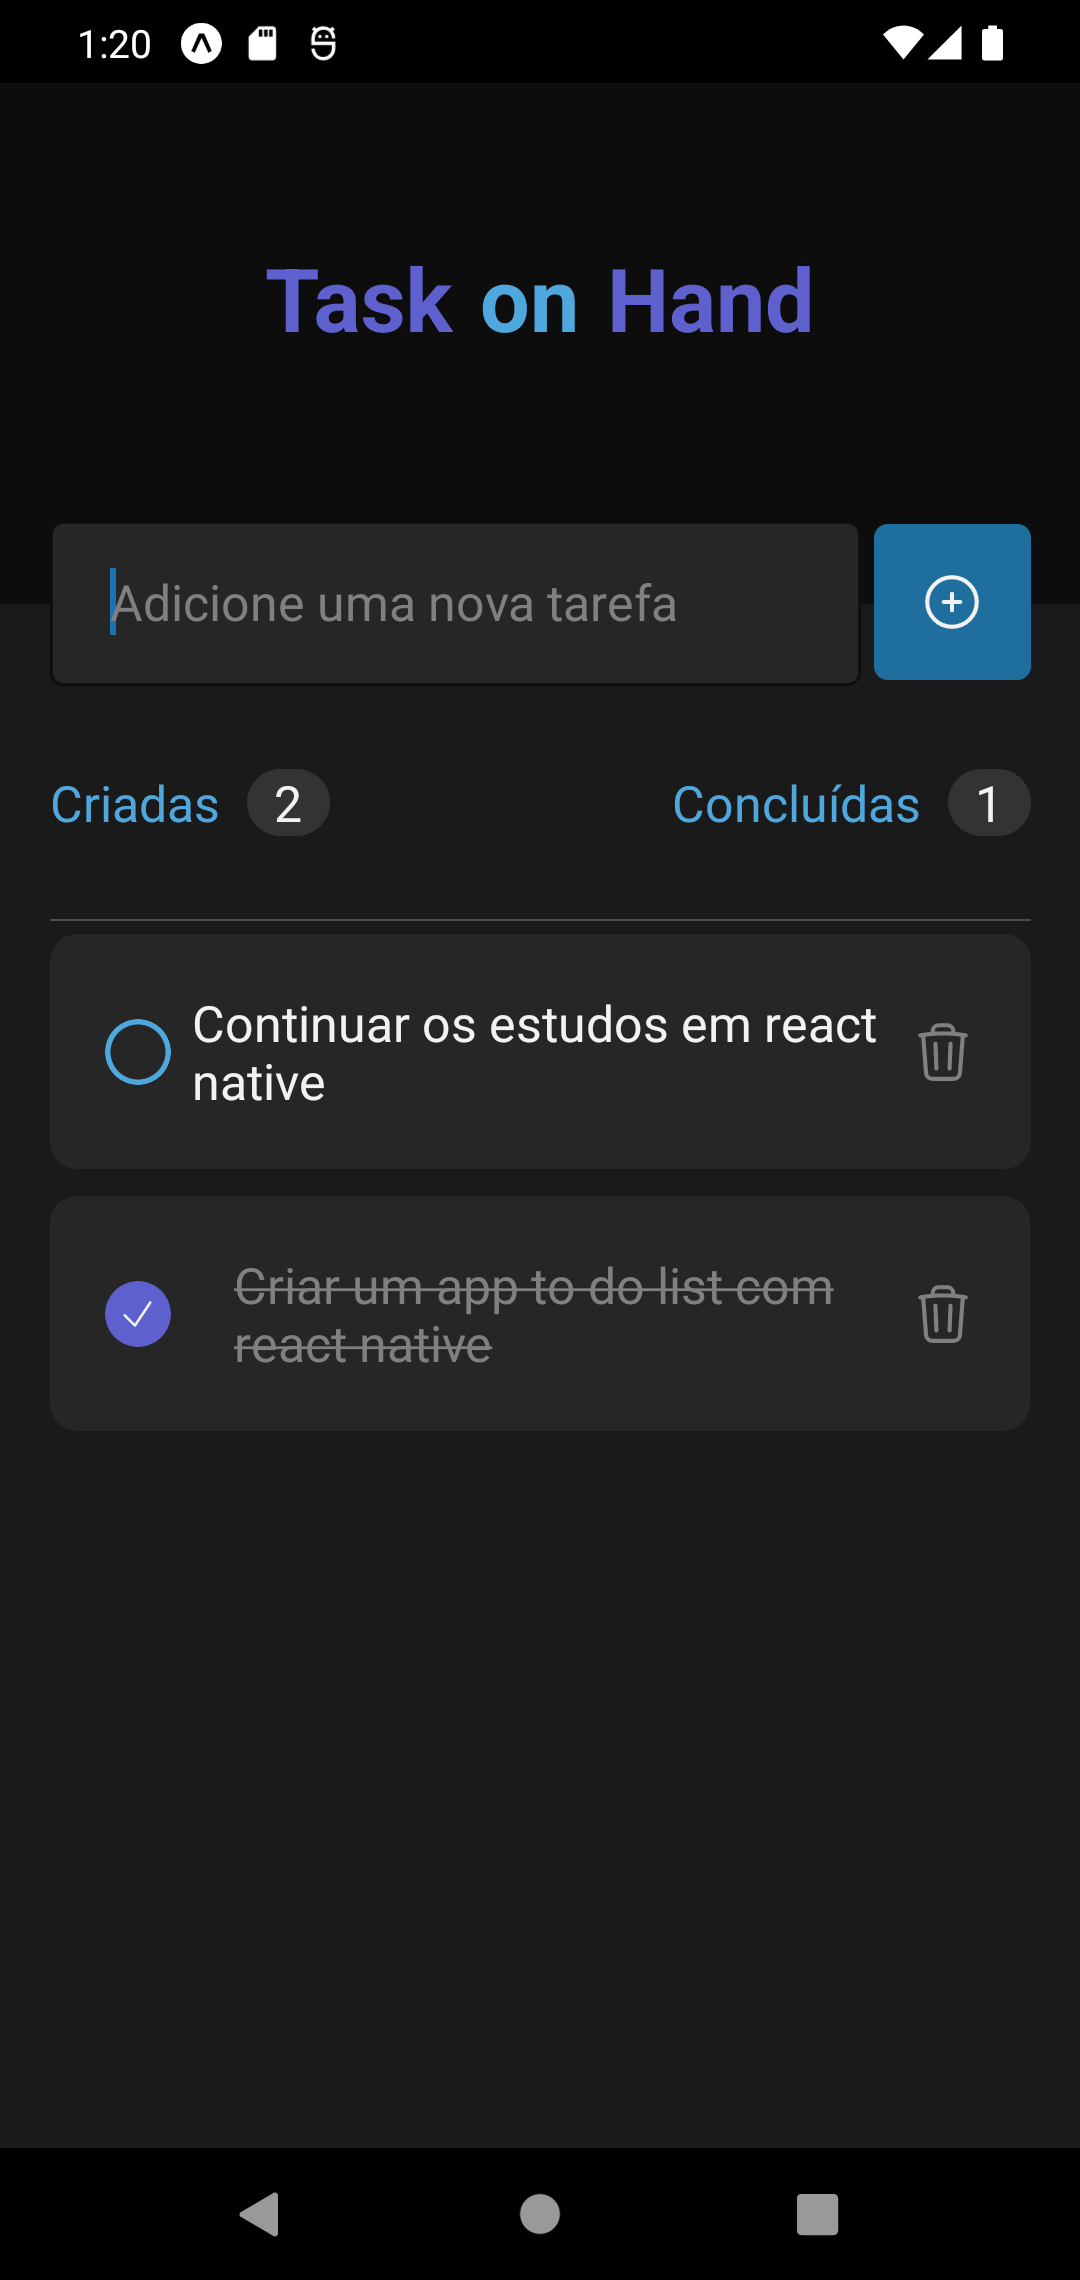 1:20
Task on Hand
Adicione uma nova tarefa
Criadas 2
Concluídas 1
Continuar os estudos em react
native
Criar um app to do list com
react native